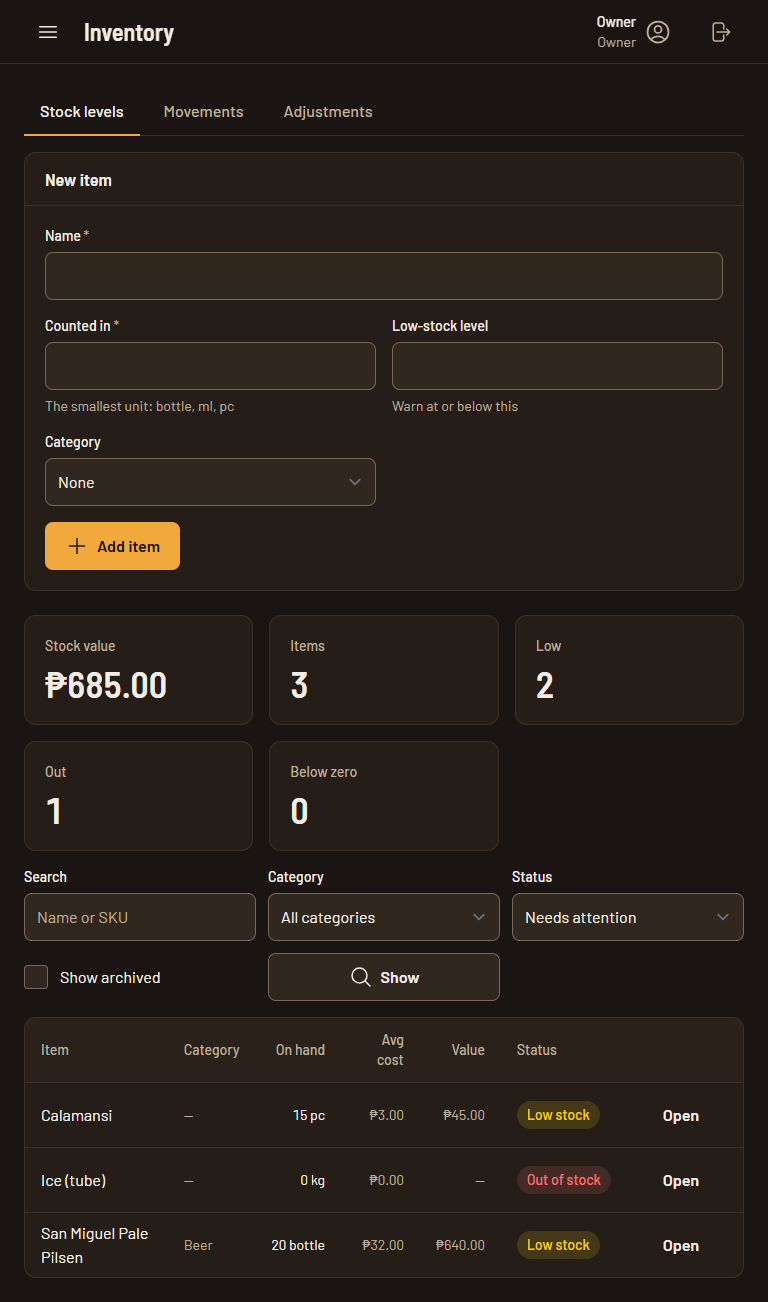 Inventory
Owner
Owner
Stock levels Movements Adjustments
New item
Name *
Counted in * Low-stock level
The smallest unit: bottle, ml, pc Warn at or below this
Category
None
Add item
Stock value Items Low
₱685.00 3 2
Out Below zero
1 0
Search Category Status
Name or SKU All categories Needs attention
Show archived Show
Item Category On hand Avg cost Value Status
Calamansi — 15 pc ₱3.00 ₱45.00 Low stock Open
Ice (tube) — 0 kg ₱0.00 — Out of stock Open
San Miguel Pale Pilsen Beer 20 bottle ₱32.00 ₱640.00 Low stock Open